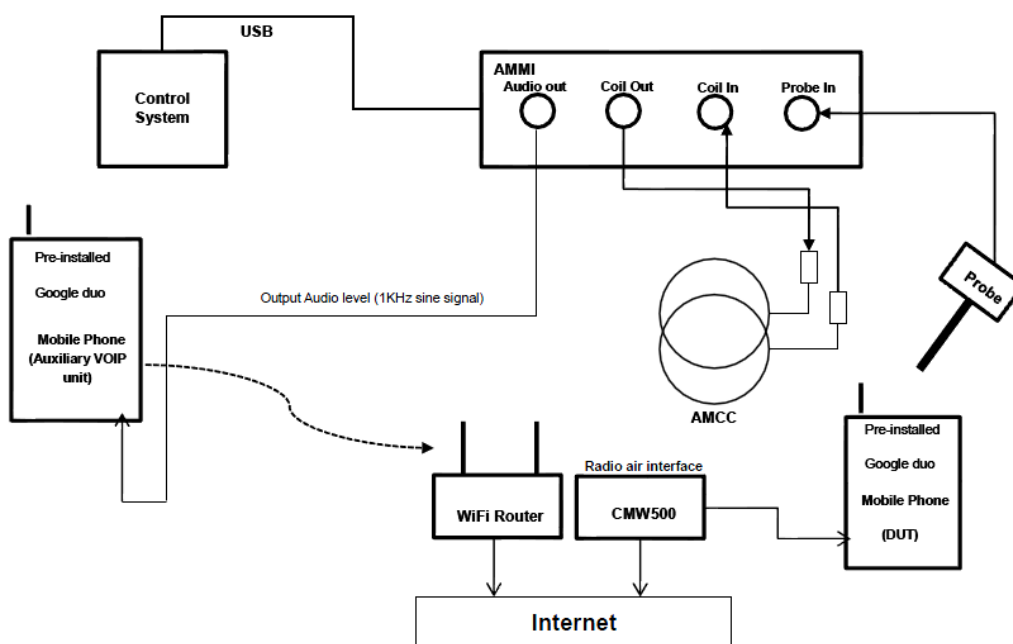 USB
AMMI
Audio out
Coil Out
Coil In
Probe In
Control
System
Pre-installed
Google duo
Mobile Phone
(Auxiliary VOIP
unit)
Output Audio level (1KHz sine signal)
Probe
AMCC
Pre-installed
Google duo
Mobile Phone
(DUT)
Radio air interface
WiFi Router
CMW500
Internet